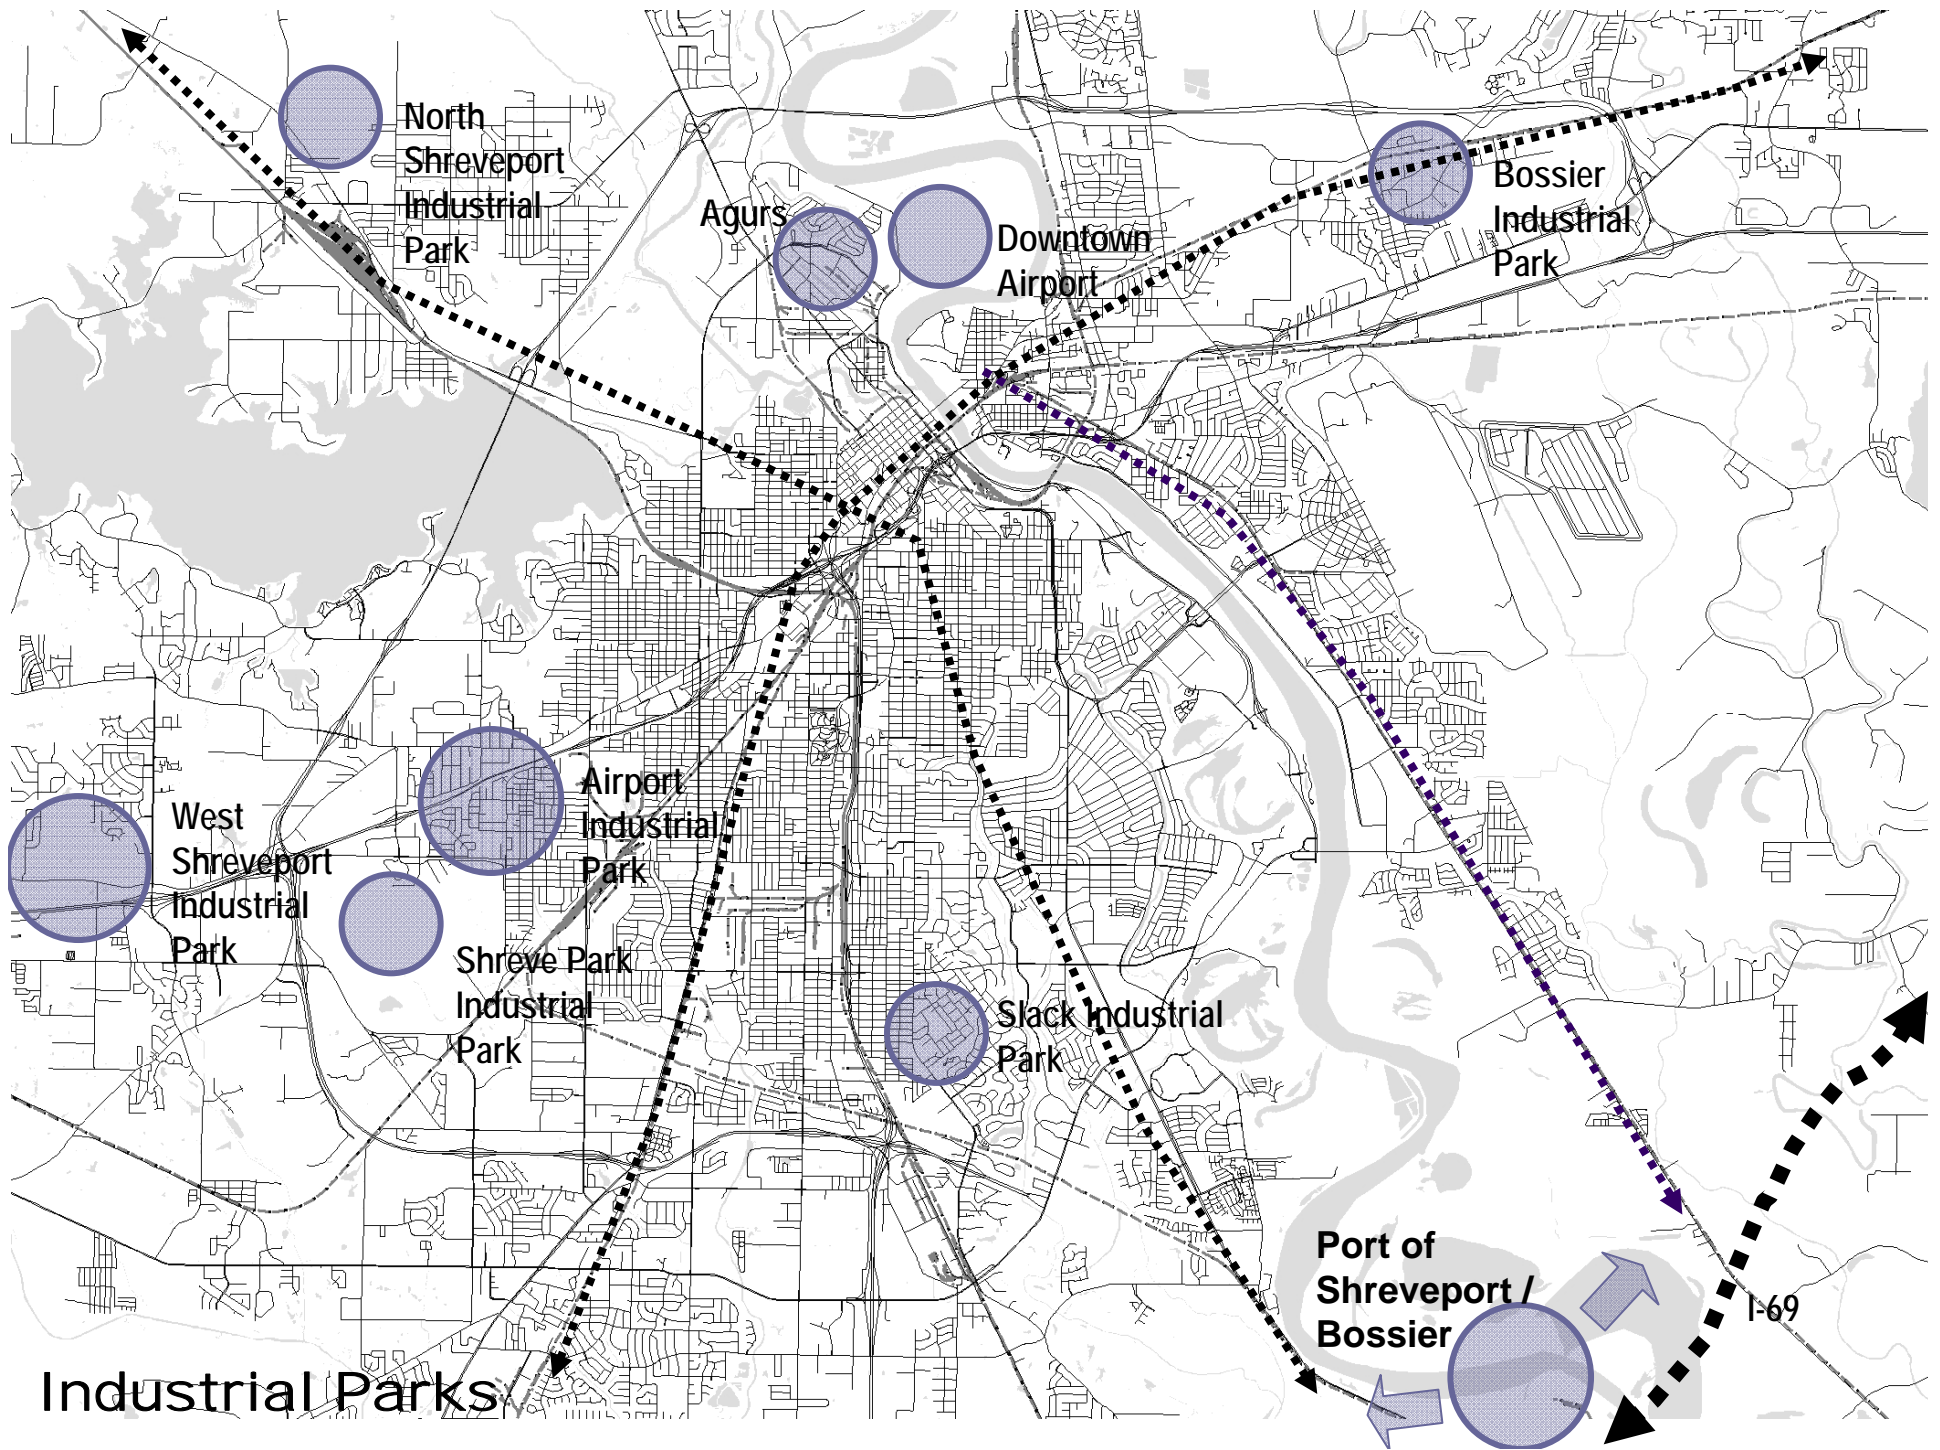 North
Shreveport
Industrial
Park
Agurs
Downtown
Airport
Bossier
Industrial
Park
West
Shreveport
Industrial
Park
Airport
Industrial
Park
Shreve Park
Industrial
Park
Slack Industrial
Park
Port of
Shreveport /
Bossier
I-69
Industrial Parks